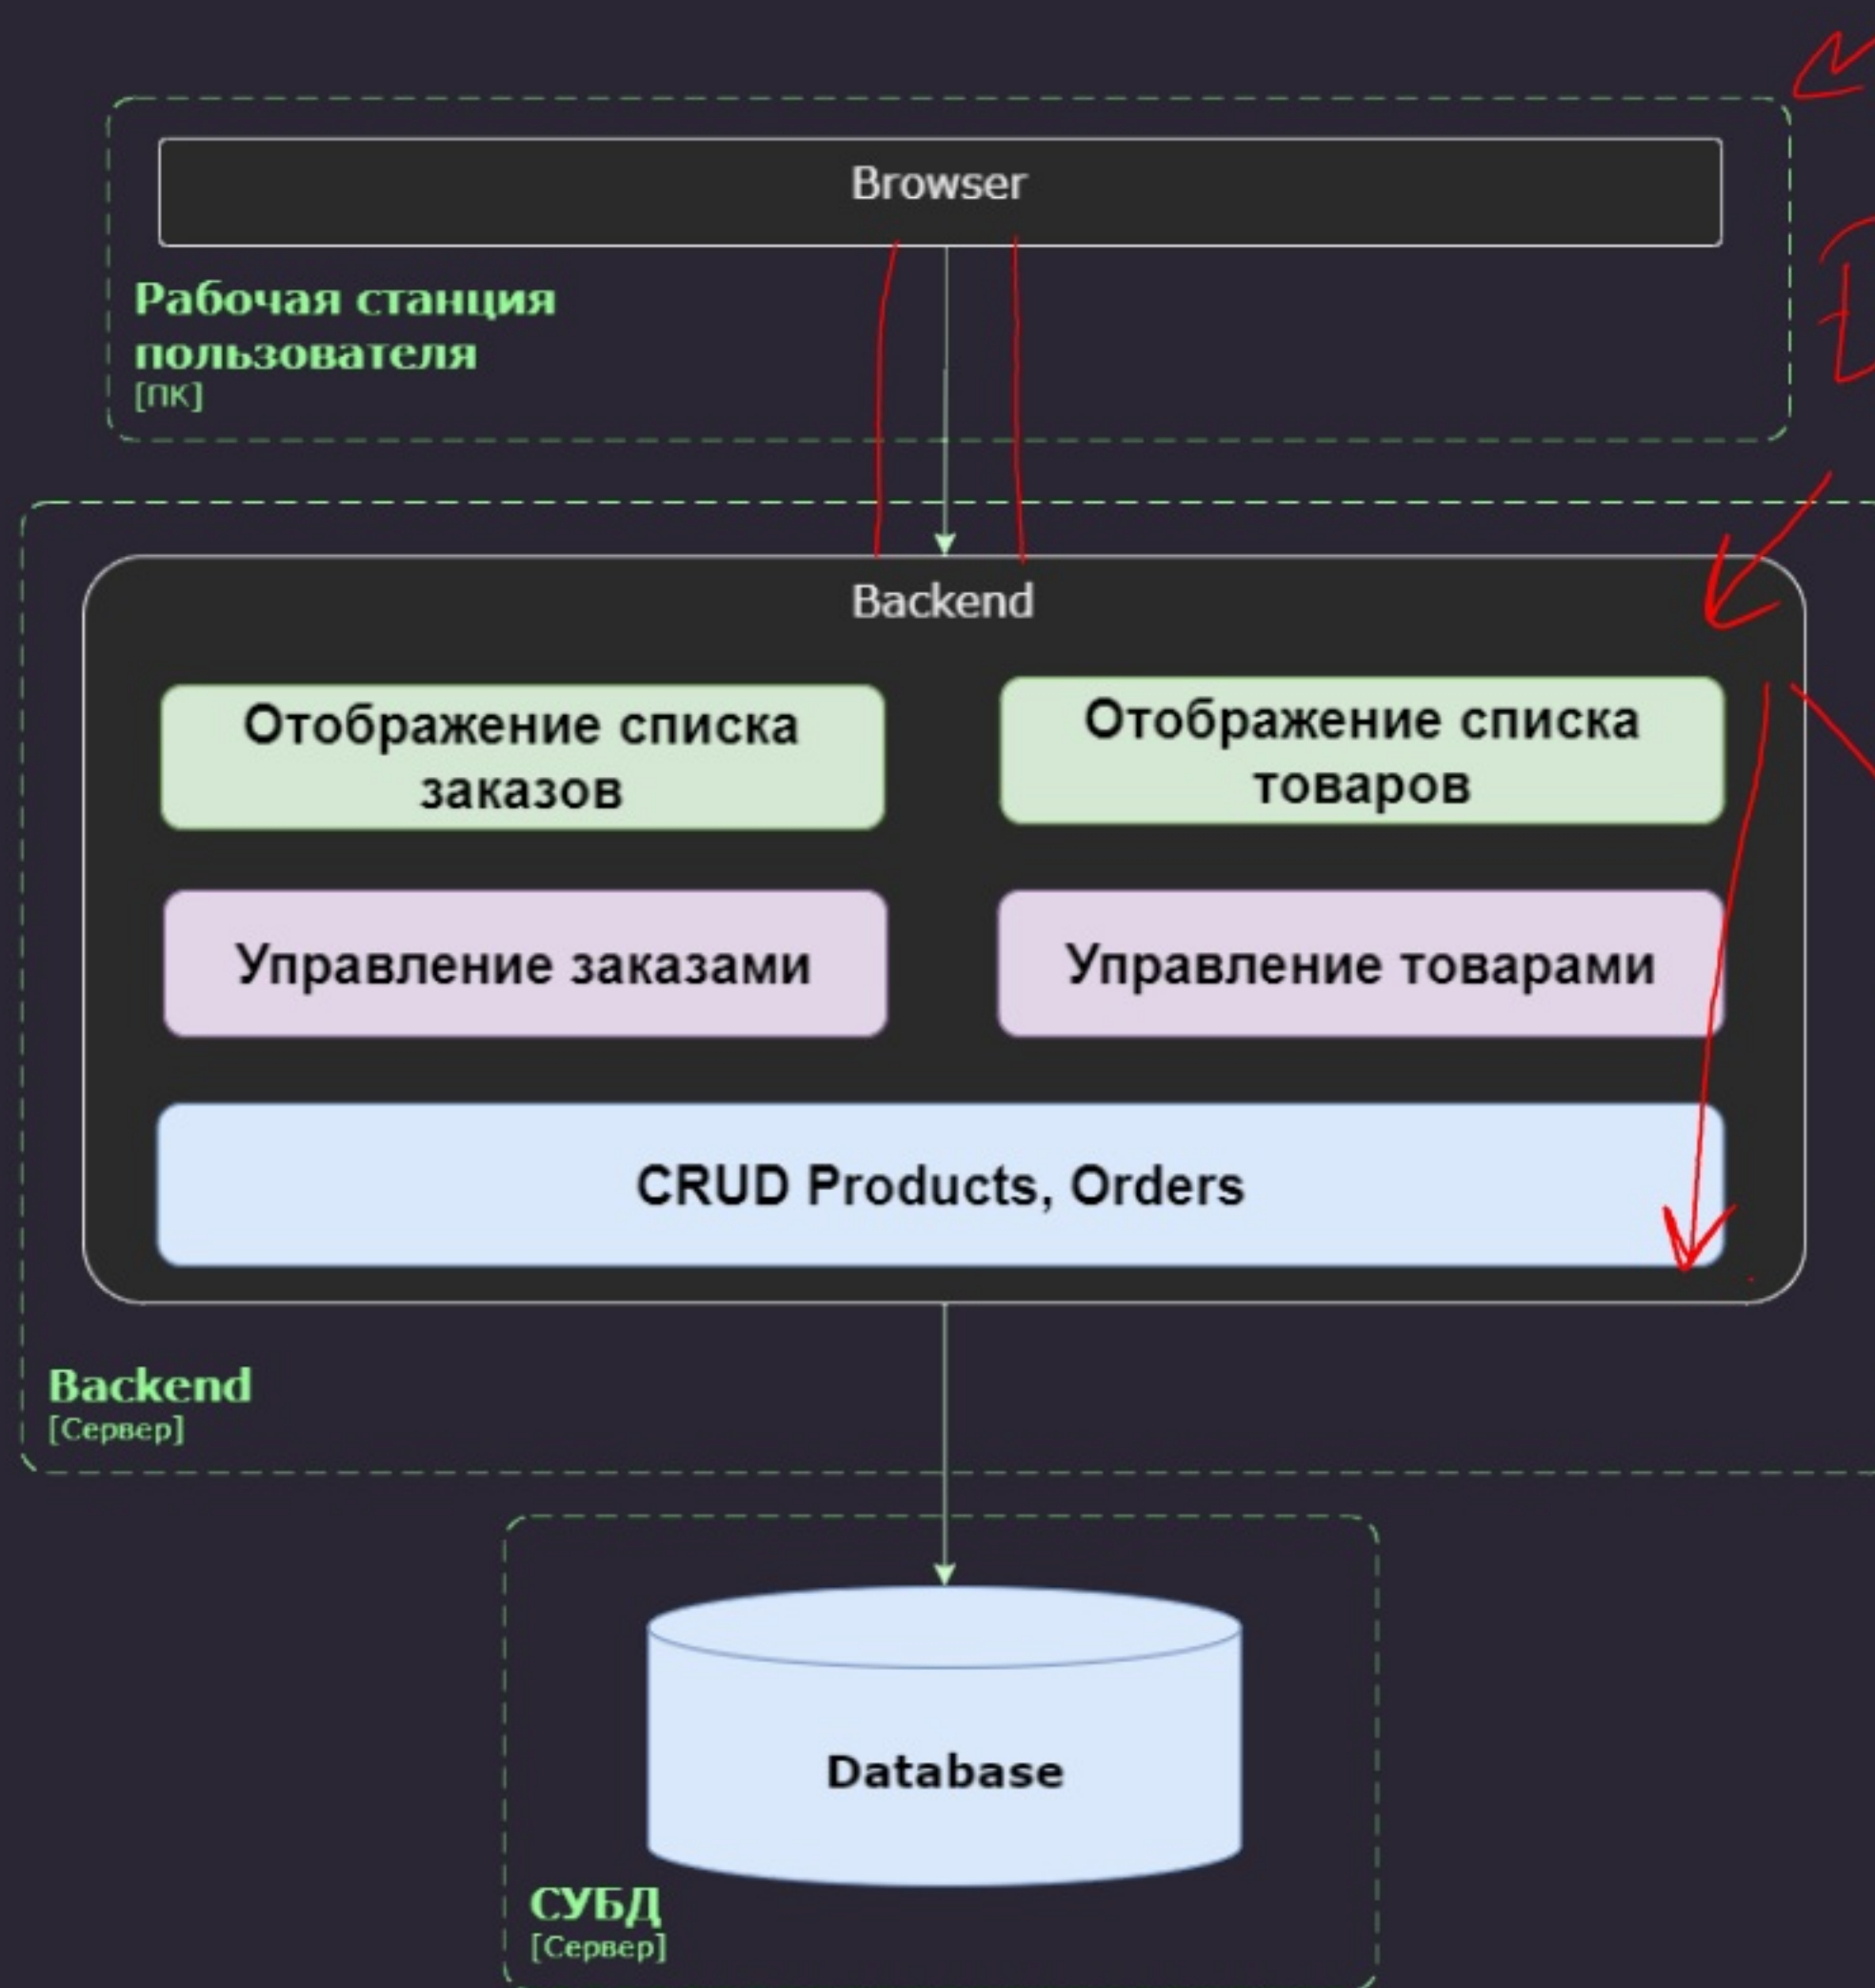 Browser
Рабочая станция
пользователя
[ПК]
Backend
Отображение списка
заказов
Отображение списка
товаров
Управление заказами
Управление товарами
CRUD Products, Orders
Backend
[Сервер]
Database
СУБД
[Сервер]